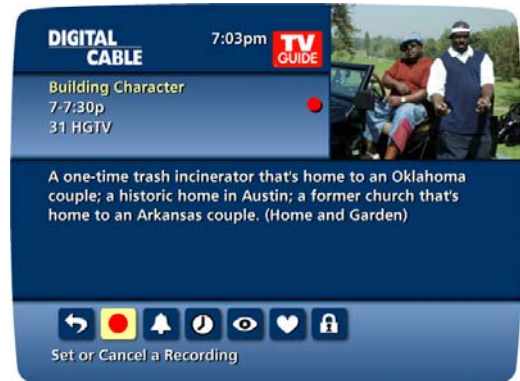 DIGITAL
CABLE
7:03pm
TV
GUIDE
Building Character
7-7:30p
31 HGTV
A one-time trash incinerator that's home to an Oklahoma
couple; a historic home in Austin; a former church that's
home to an Arkansas couple. (Home and Garden)
Set or Cancel a Recording